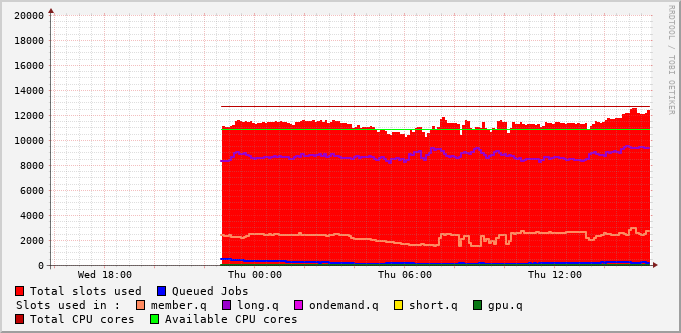 20000
18000
16000
14000
12000
10000
8000
6000
4000
2000
0
Wed 18:00 Thu 00:00 Thu 06:00 Thu 12:00
Total slots used Queued Jobs
Slots used in : member.q long.q ondemand.q short.q gpu.q
Total CPU cores Available CPU cores
RRDTOOL / TOBI OETIKER